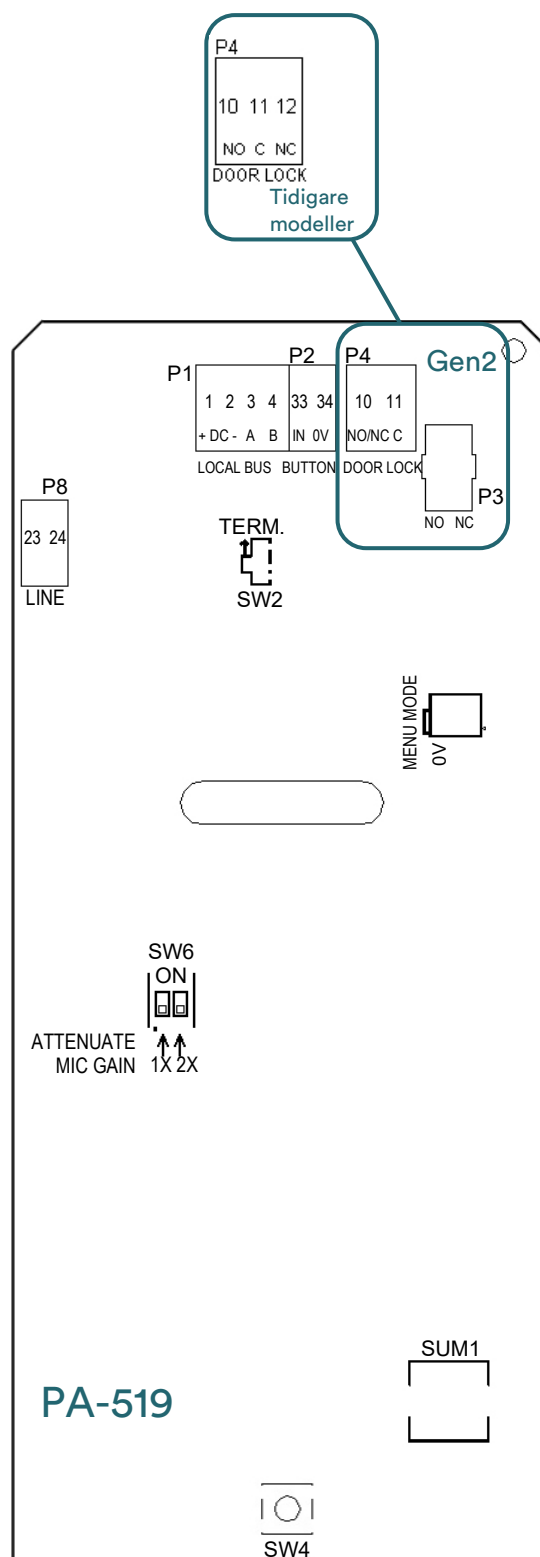 P4
10 11 12
NO C NC
DOOR LOCK
Tidigare
modeller
Gen2
P1 P2 P4
1 2 3 4 33 34 10 11
+ DC - A B IN 0V NO/NC C
LOCAL BUS BUTTON DOOR LOCK
P3
NO NC
P8
23 24
LINE
TERM.
SW2
MENU MODE
0V
SW6
ON
ATTENUATE
MIC GAIN 1X 2X
SUM1
PA-519
SW4